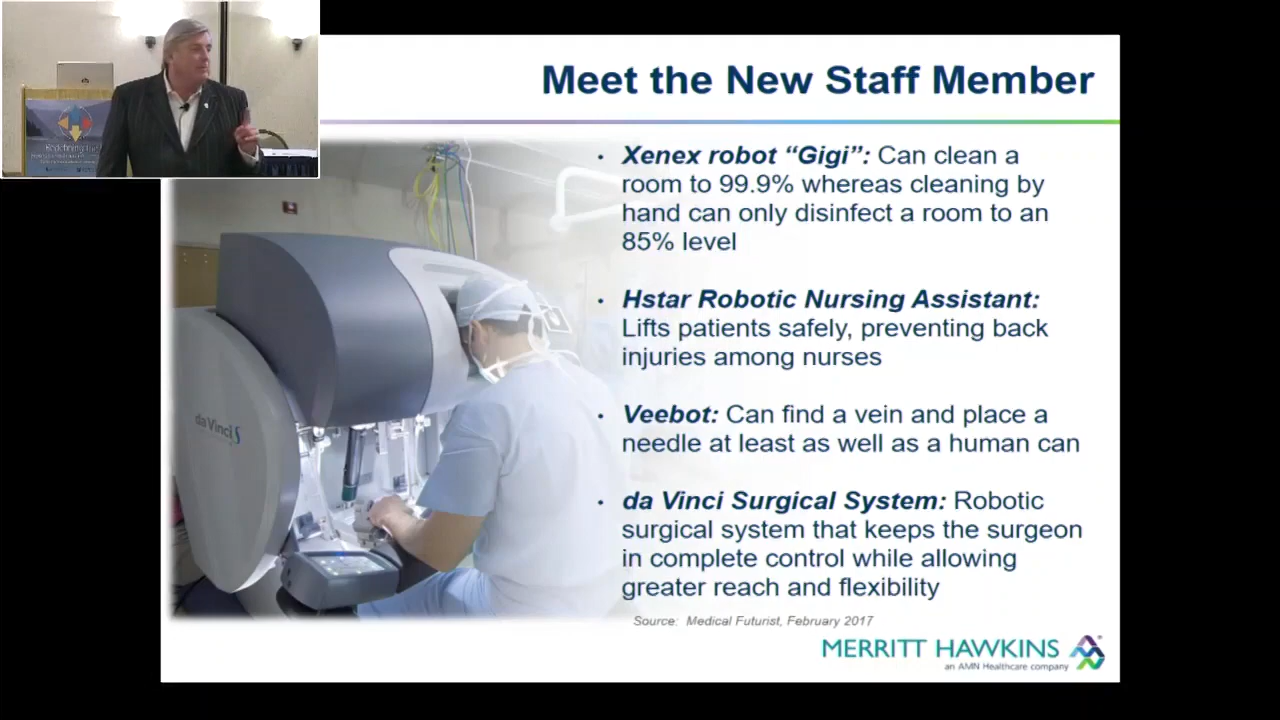 Meet the New Staff Member
• Xenex robot “Gigi”: Can clean a
room to 99.9% whereas cleaning by
hand can only disinfect a room to an
85% level
• Hstar Robotic Nursing Assistant:
Lifts patients safely, preventing back
injuries among nurses
• Veebot: Can find a vein and place a
needle at least as well as a human can
• da Vinci Surgical System: Robotic
surgical system that keeps the surgeon
in complete control while allowing
greater reach and flexibility
Source: Medical Futurist, February 2017
MERRITT HAWKINS
an AMN Healthcare company
da Vinci S
Redefining the